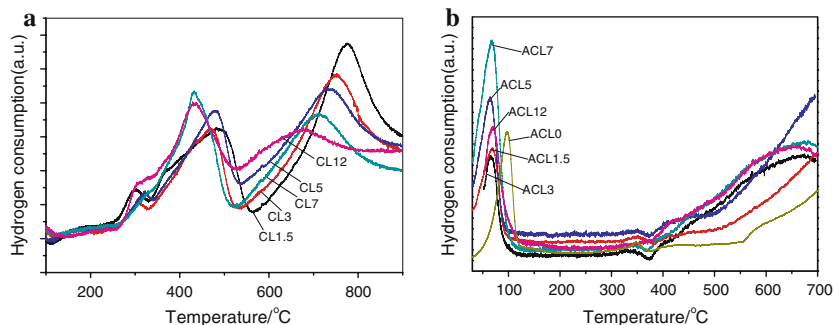 a
Hydrogen consumption(a.u.)
CL12
CL5
CL7
CL3
CL1.5
200
400
600
800
Temperature/°C
b
Hydrogen consumption(a.u.)
ACL7
ACL5
ACL12
ACL0
ACL1.5
ACL3
100
200
300
400
500
600
700
Temperature/°C